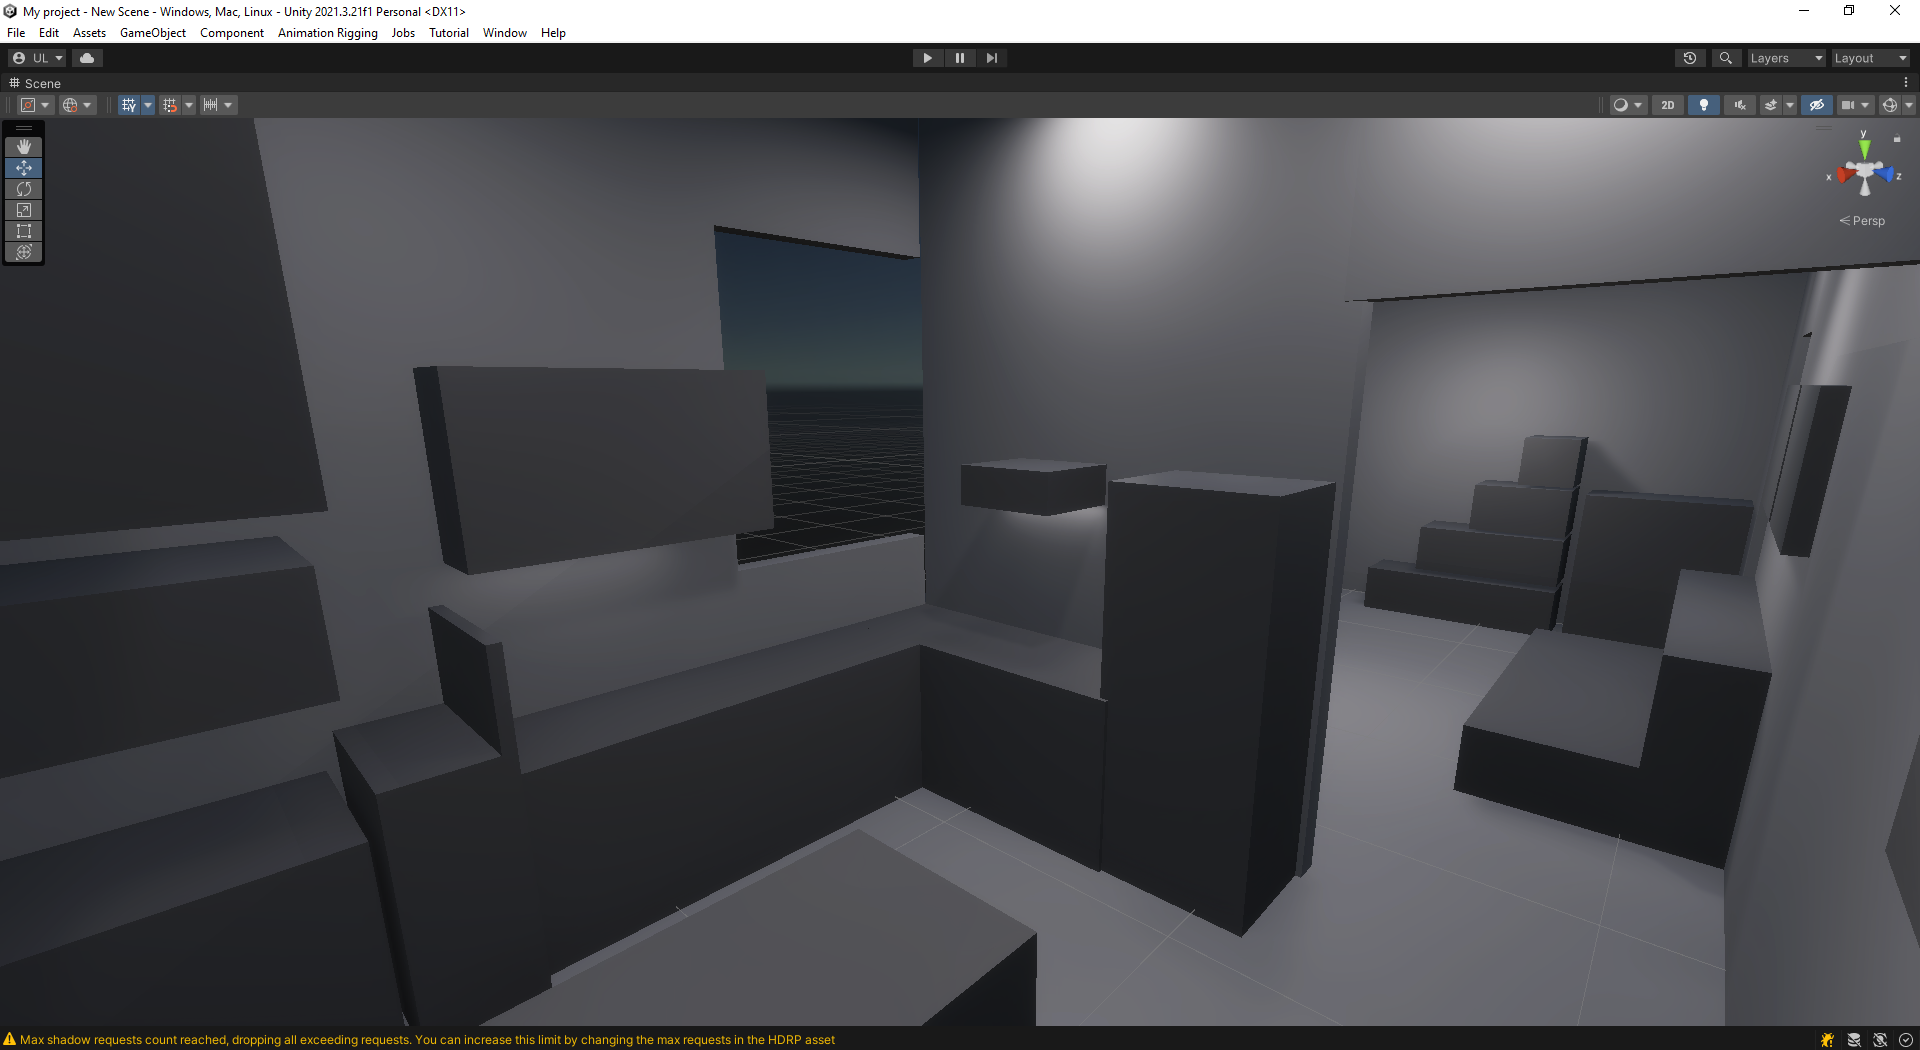 My project - New Scene - Windows, Mac, Linux - Unity 2021.3.21f1 Personal <DX11>
File Edit Assets GameObject Component Animation Rigging Jobs Tutorial Window Help
UL Layers Layout
Scene
2D
y
x z
Persp
Max shadow requests count reached, dropping all exceeding requests. You can increase this limit by changing the max requests in the HDRP asset